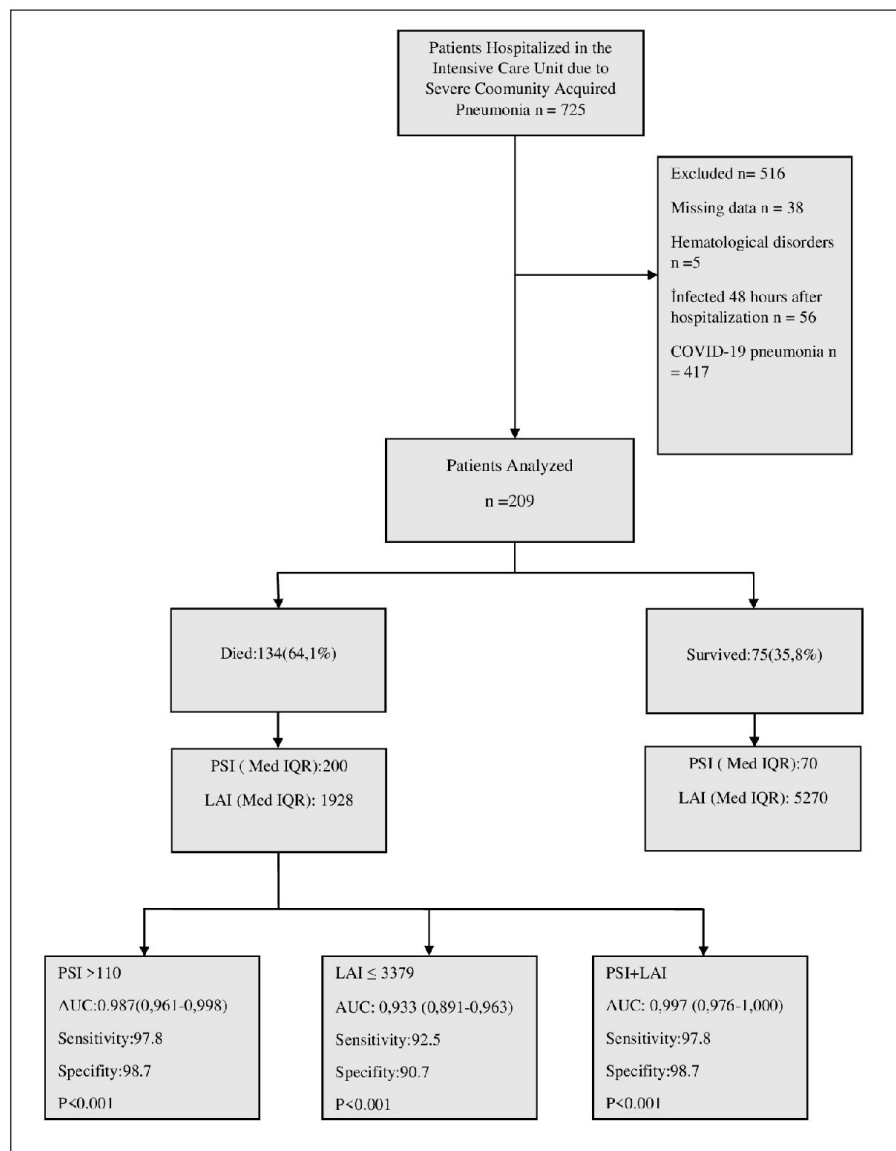 Patients Hospitalized in the
Intensive Care Unit due to
Severe Coomunity Acquired
Pneumonia n = 725
Excluded n= 516
Missing data n = 38
Hematological disorders
n =5
İnfected 48 hours after
hospitalization n = 56
COVID-19 pneumonia n
= 417
Patients Analyzed
n =209
Died:134(64,1%)
Survived:75(35,8%)
PSI ( Med IQR):200
LAI (Med IQR): 1928
PSI ( Med IQR):70
LAI (Med IQR): 5270
PSI >110
AUC:0.987(0,961-0,998)
Sensitivity:97.8
Specifity:98.7
P<0.001
LAI ≤ 3379
AUC: 0,933 (0,891-0,963)
Sensitivity:92.5
Specifity:90.7
P<0.001
PSI+LAI
AUC: 0,997 (0,976-1,000)
Sensitivity:97.8
Specifity:98.7
P<0.001